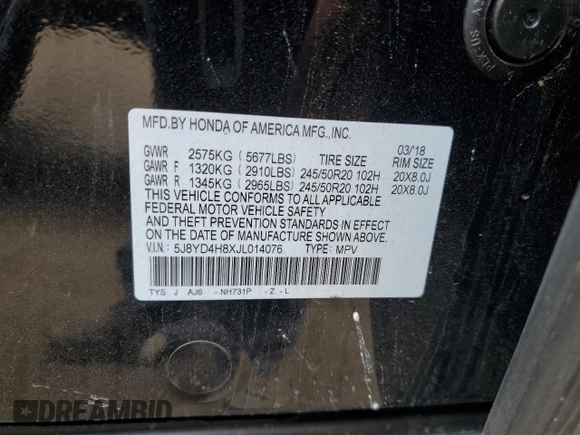 MFD.BY HONDA OF AMERICA MFG.,INC.
03/'18
GVWR 2575KG ( 5677LBS) TIRE SIZE RIM SIZE
GAWR F 1320KG ( 2910LBS) 245/50R20 102H 20X8.0J
GAWR R 1345KG ( 2965LBS) 245/50R20 102H 20X8.0J
THIS VEHICLE CONFORMS TO ALL APPLICABLE
FEDERAL MOTOR VEHICLE SAFETY
AND THEFT PREVENTION STANDARDS IN EFFECT
ON THE DATE OF MANUFACTURE SHOWN ABOVE.
V.I.N.: 5J8YD4H8XJL014076 TYPE: MPV
TYS J AJ6 - NH731P - Z - L
DREAMBID